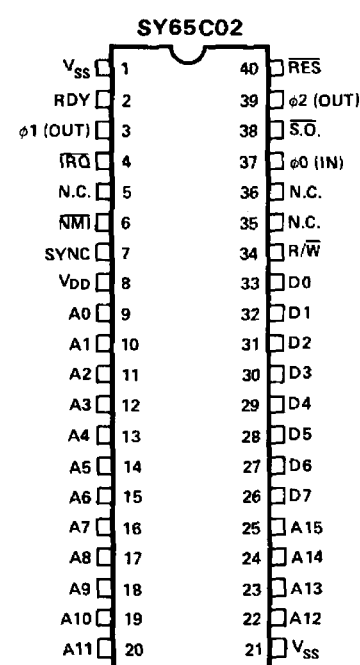 SY65C02
VSS 1 40 RES
RDY 2 39 ϕ2 (OUT)
ϕ1 (OUT) 3 38 S.O.
IRQ 4 37 ϕ0 (IN)
N.C. 5 36 N.C.
NMI 6 35 N.C.
SYNC 7 34 R/W
VDD 8 33 D0
A0 9 32 D1
A1 10 31 D2
A2 11 30 D3
A3 12 29 D4
A4 13 28 D5
A5 14 27 D6
A6 15 26 D7
A7 16 25 A15
A8 17 24 A14
A9 18 23 A13
A10 19 22 A12
A11 20 21 VSS